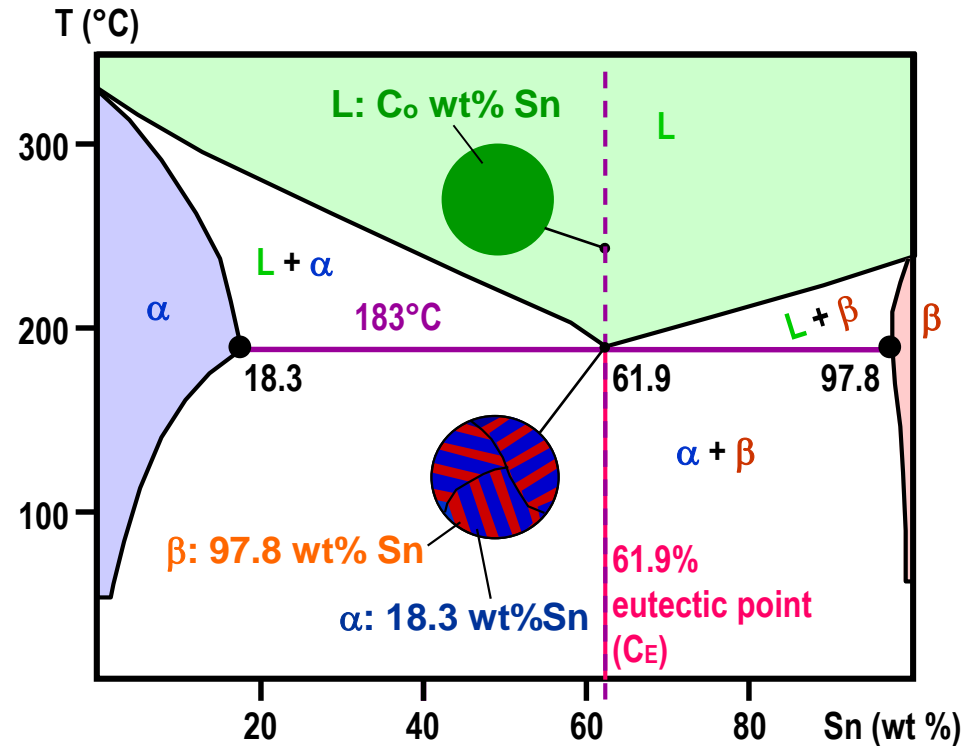 T (°C)
L: Co wt% Sn
L
300
L + α
α
183°C
L + β
β
200
18.3
61.9
97.8
α + β
100
β: 97.8 wt% Sn
61.9%
eutectic point
(CE)
α: 18.3 wt%Sn
20
40
60
80
Sn (wt %)